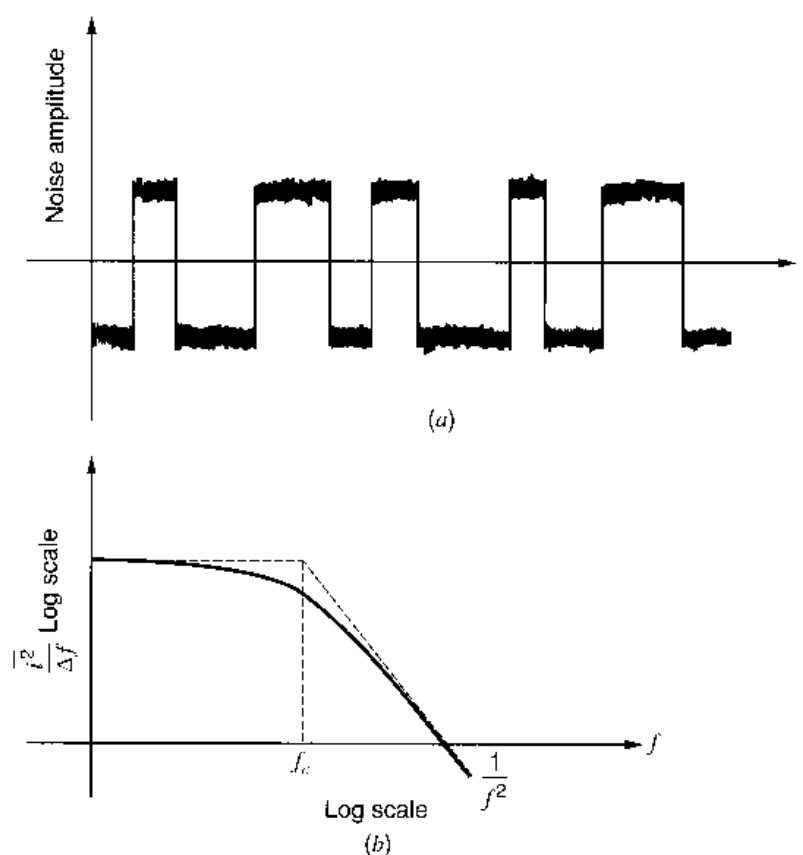 Noise amplitude
(a)
i̅²/Δf Log scale
f_c
f
1/f²
Log scale
(b)